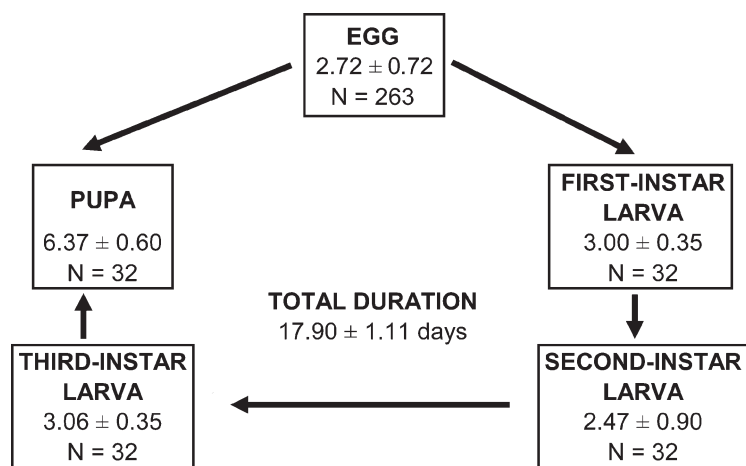 EGG
2.72 ± 0.72
N = 263
PUPA
6.37 ± 0.60
N = 32
FIRST-INSTAR
LARVA
3.00 ± 0.35
N = 32
TOTAL DURATION
17.90 ± 1.11 days
THIRD-INSTAR
LARVA
3.06 ± 0.35
N = 32
SECOND-INSTAR
LARVA
2.47 ± 0.90
N = 32